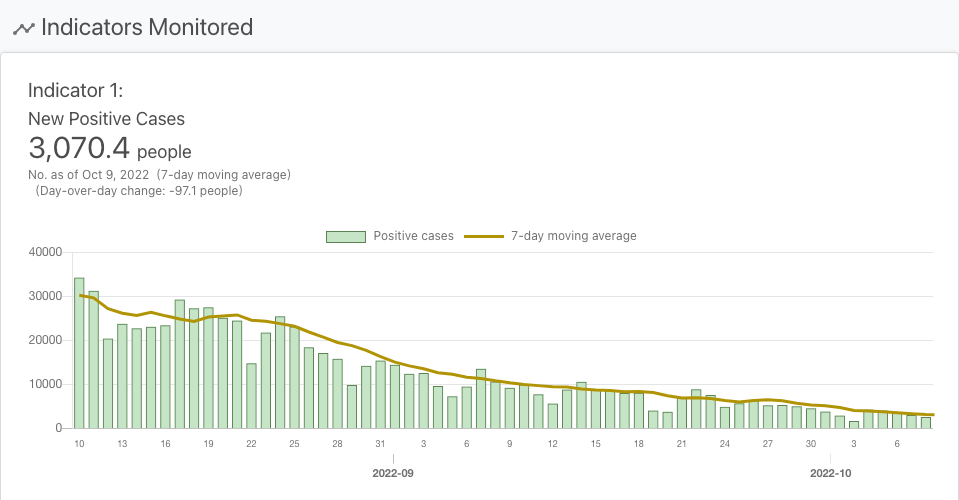 Indicators Monitored
Indicator 1:
New Positive Cases
3,070.4 people
No. as of Oct 9, 2022 (7-day moving average)
(Day-over-day change: -97.1 people)
Positive cases 7-day moving average
40000
30000
20000
10000
0
10 13 16 19 22 25 28 31 3 6 9 12 15 18 21 24 27 30 3 6
2022-09 2022-10